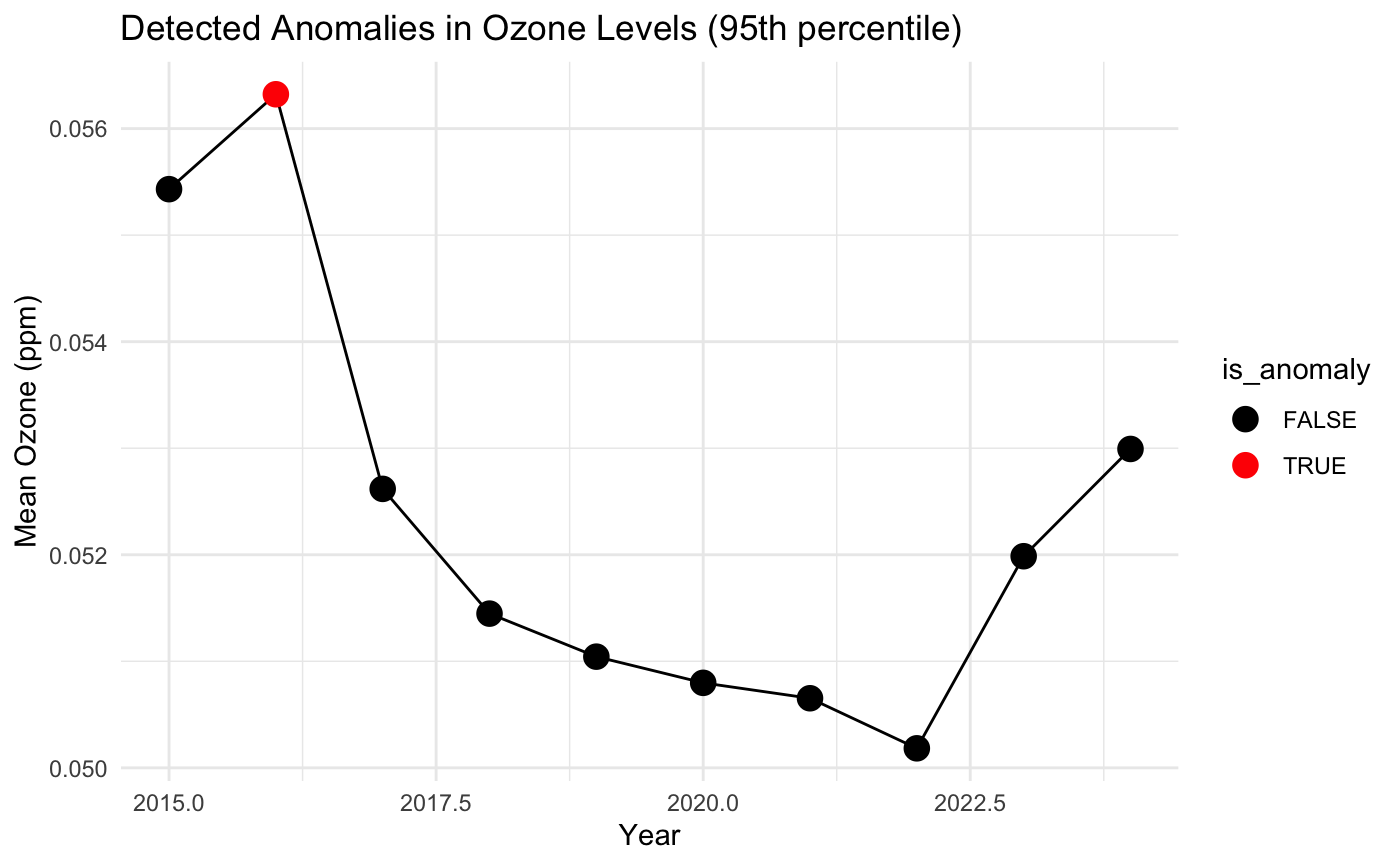 Detected Anomalies in Ozone Levels (95th percentile)
Mean Ozone (ppm)
0.056
0.054
0.052
0.050
2015.0
2017.5
2020.0
2022.5
Year
is_anomaly
FALSE
TRUE